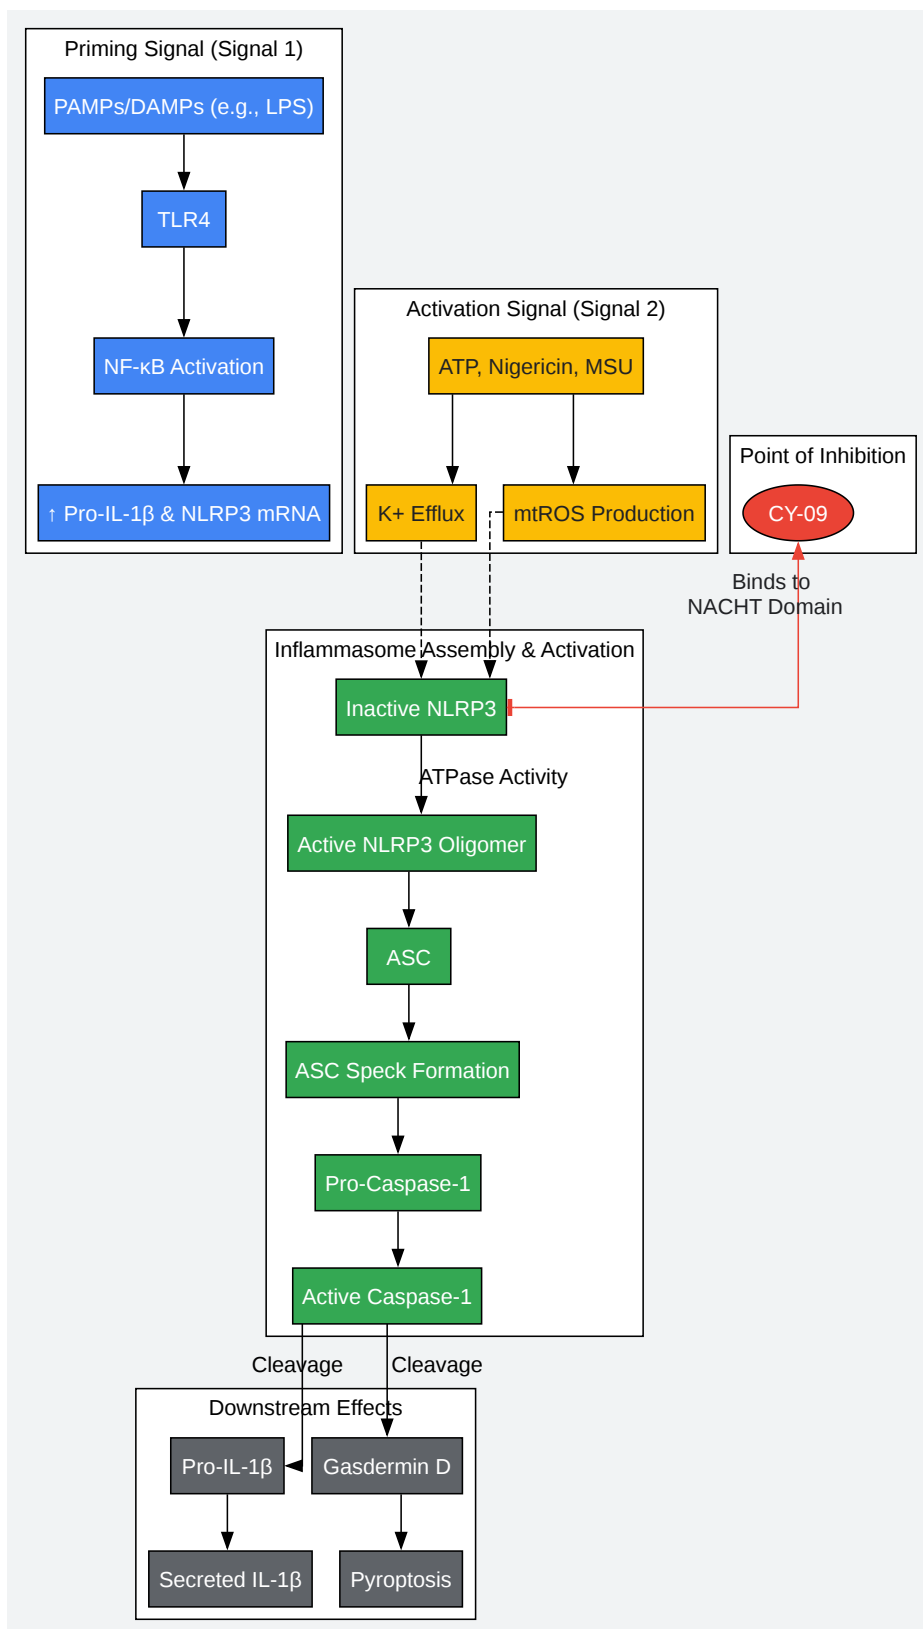 Priming Signal (Signal 1)
PAMPs/DAMPs (e.g., LPS)
TLR4
NF-κB Activation
↑ Pro-IL-1β & NLRP3 mRNA
Activation Signal (Signal 2)
ATP, Nigericin, MSU
K+ Efflux
mtROS Production
Point of Inhibition
CY-09
Binds to
NACHT Domain
Inflammasome Assembly & Activation
Inactive NLRP3
ATPase Activity
Active NLRP3 Oligomer
ASC
ASC Speck Formation
Pro-Caspase-1
Active Caspase-1
Cleavage
Cleavage
Downstream Effects
Pro-IL-1β
Gasdermin D
Secreted IL-1β
Pyroptosis